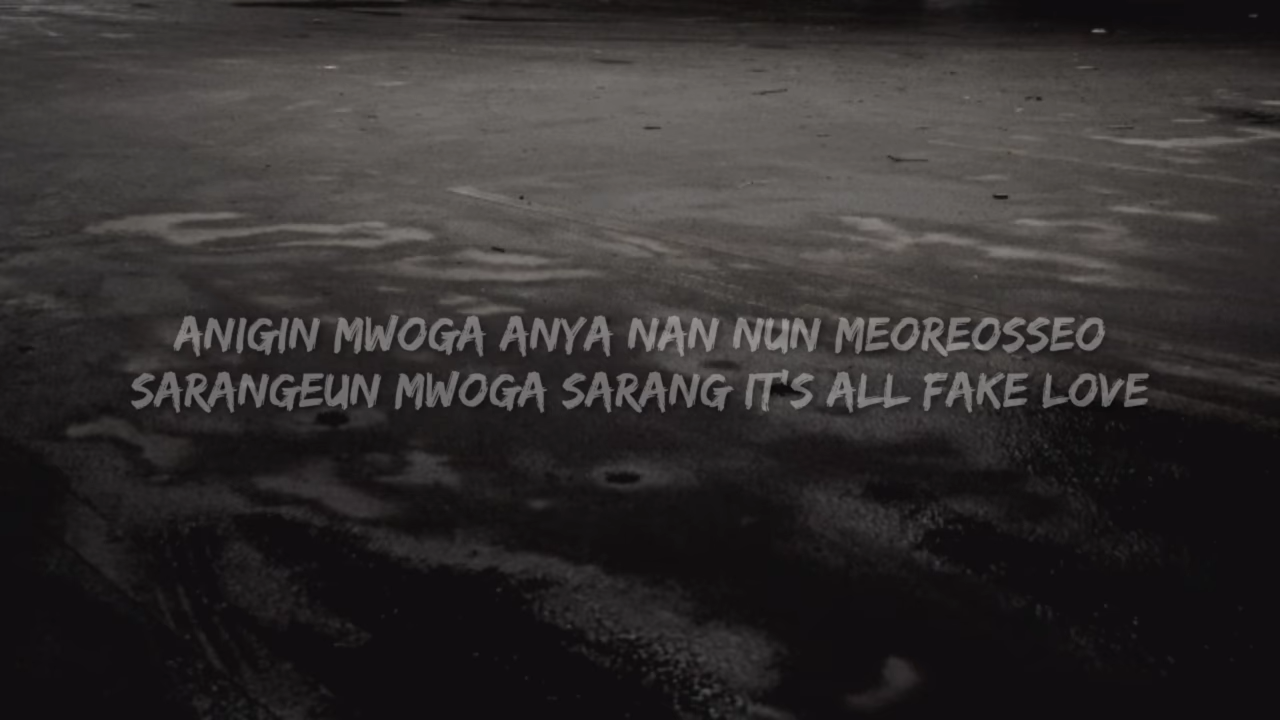 ANIGIN MWOGA ANYA NAN NUN MEOREOSSEO
SARANGEUN MWOGA SARANG IT'S ALL FAKE LOVE